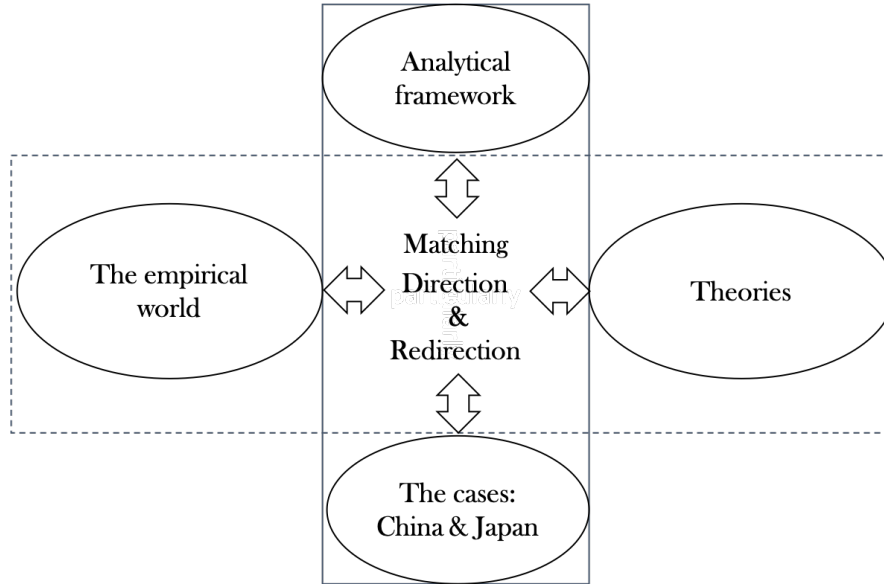 Analytical
framework
The empirical
world
Matching
Direction
&
Redirection
Theories
The cases:
China & Japan